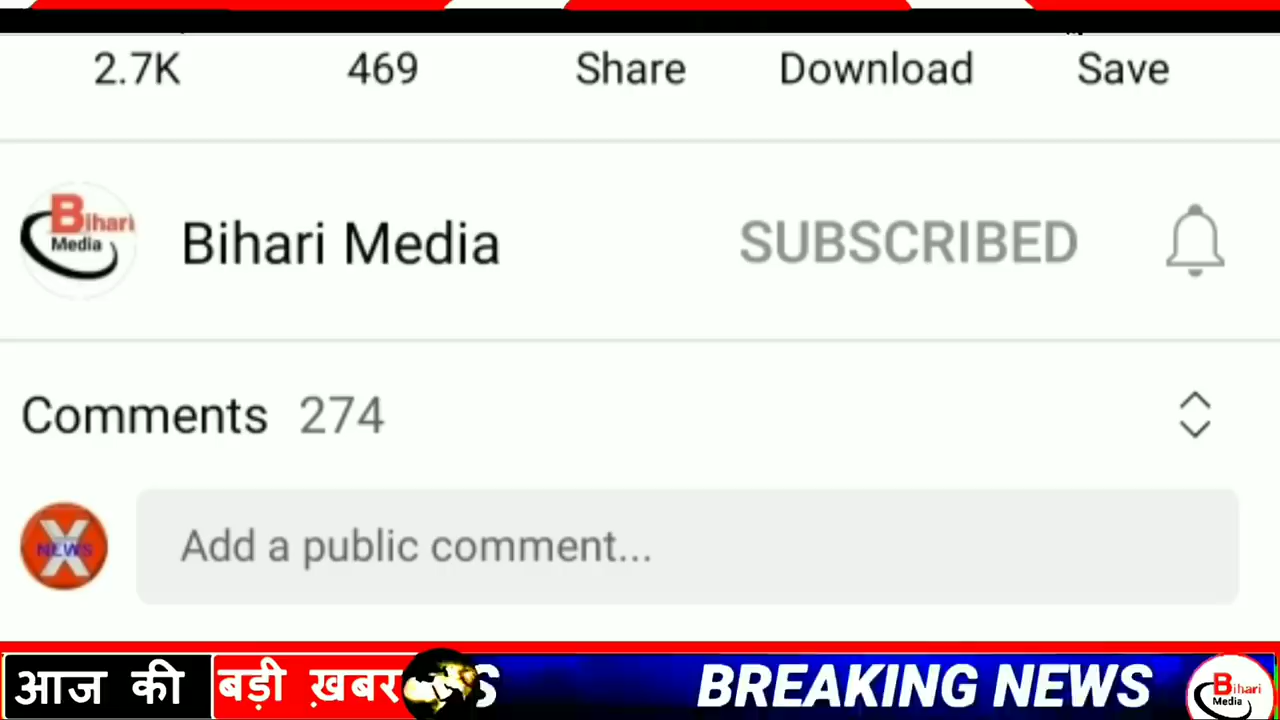 2.7K 469 Share Download Save
Bihari Media
Bihari Media SUBSCRIBED
Comments 274
X NEWS
Add a public comment...
आज की बड़ी ख़बर S BREAKING NEWS
Bihari Media